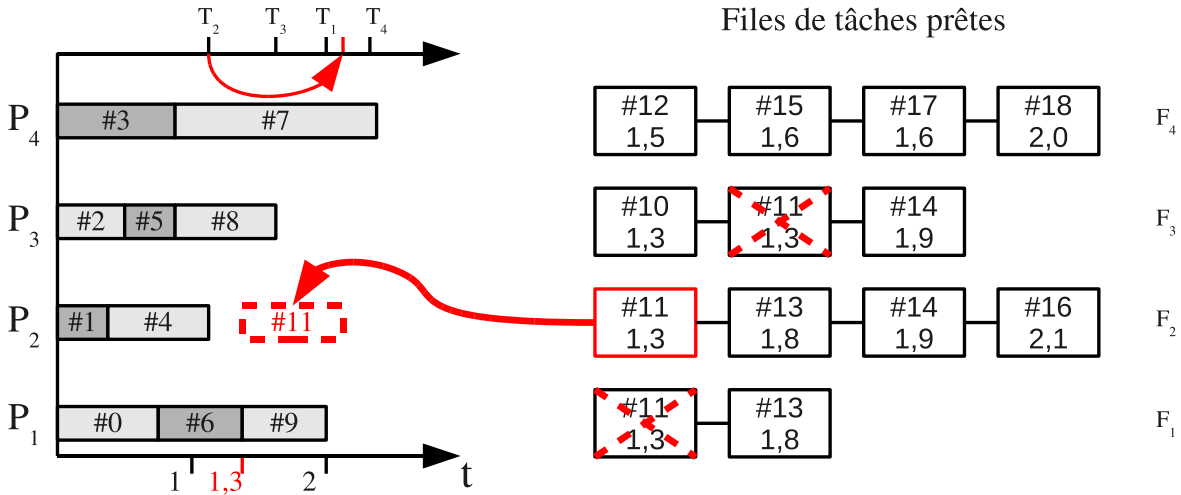 Files de tâches prêtes
T2 T3 T1 T4
P4 #3 #7
#12 #15 #17 #18 F4
1,5 1,6 1,6 2,0
P3 #2 #5 #8
#10 #11 #14 F3
1,3 1,3 1,9
P2 #1 #4 #11
#11 #13 #14 #16 F2
1,3 1,8 1,9 2,1
P1 #0 #6 #9
#11 #13 F1
1,3 1,8
1 1,3 2 t